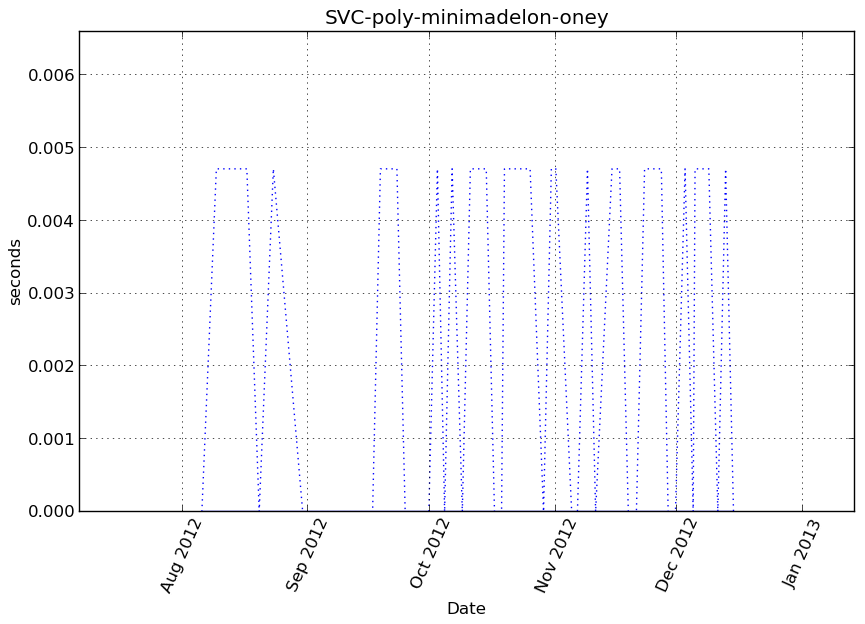 SVC-poly-minimadelon-oney
0.006
0.005
0.004
0.003
0.002
0.001
0.000
seconds
Aug 2012
Sep 2012
Oct 2012
Nov 2012
Dec 2012
Jan 2013
Date